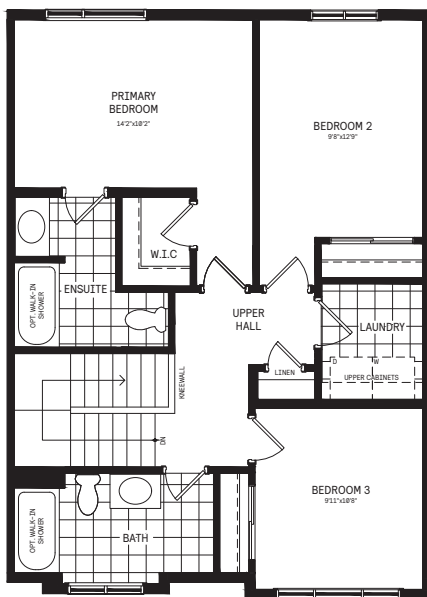 PRIMARY
BEDROOM
14'2"x10'2"
BEDROOM 2
9'8"x12'9"
W.I.C
ENSUITE
OPT. WALK-IN
SHOWER
UPPER
HALL
LAUNDRY
D W
UPPER CABINETS
LINEN
KNEEWALL
DN
BEDROOM 3
9'11"x10'8"
OPT. WALK-IN
SHOWER
BATH